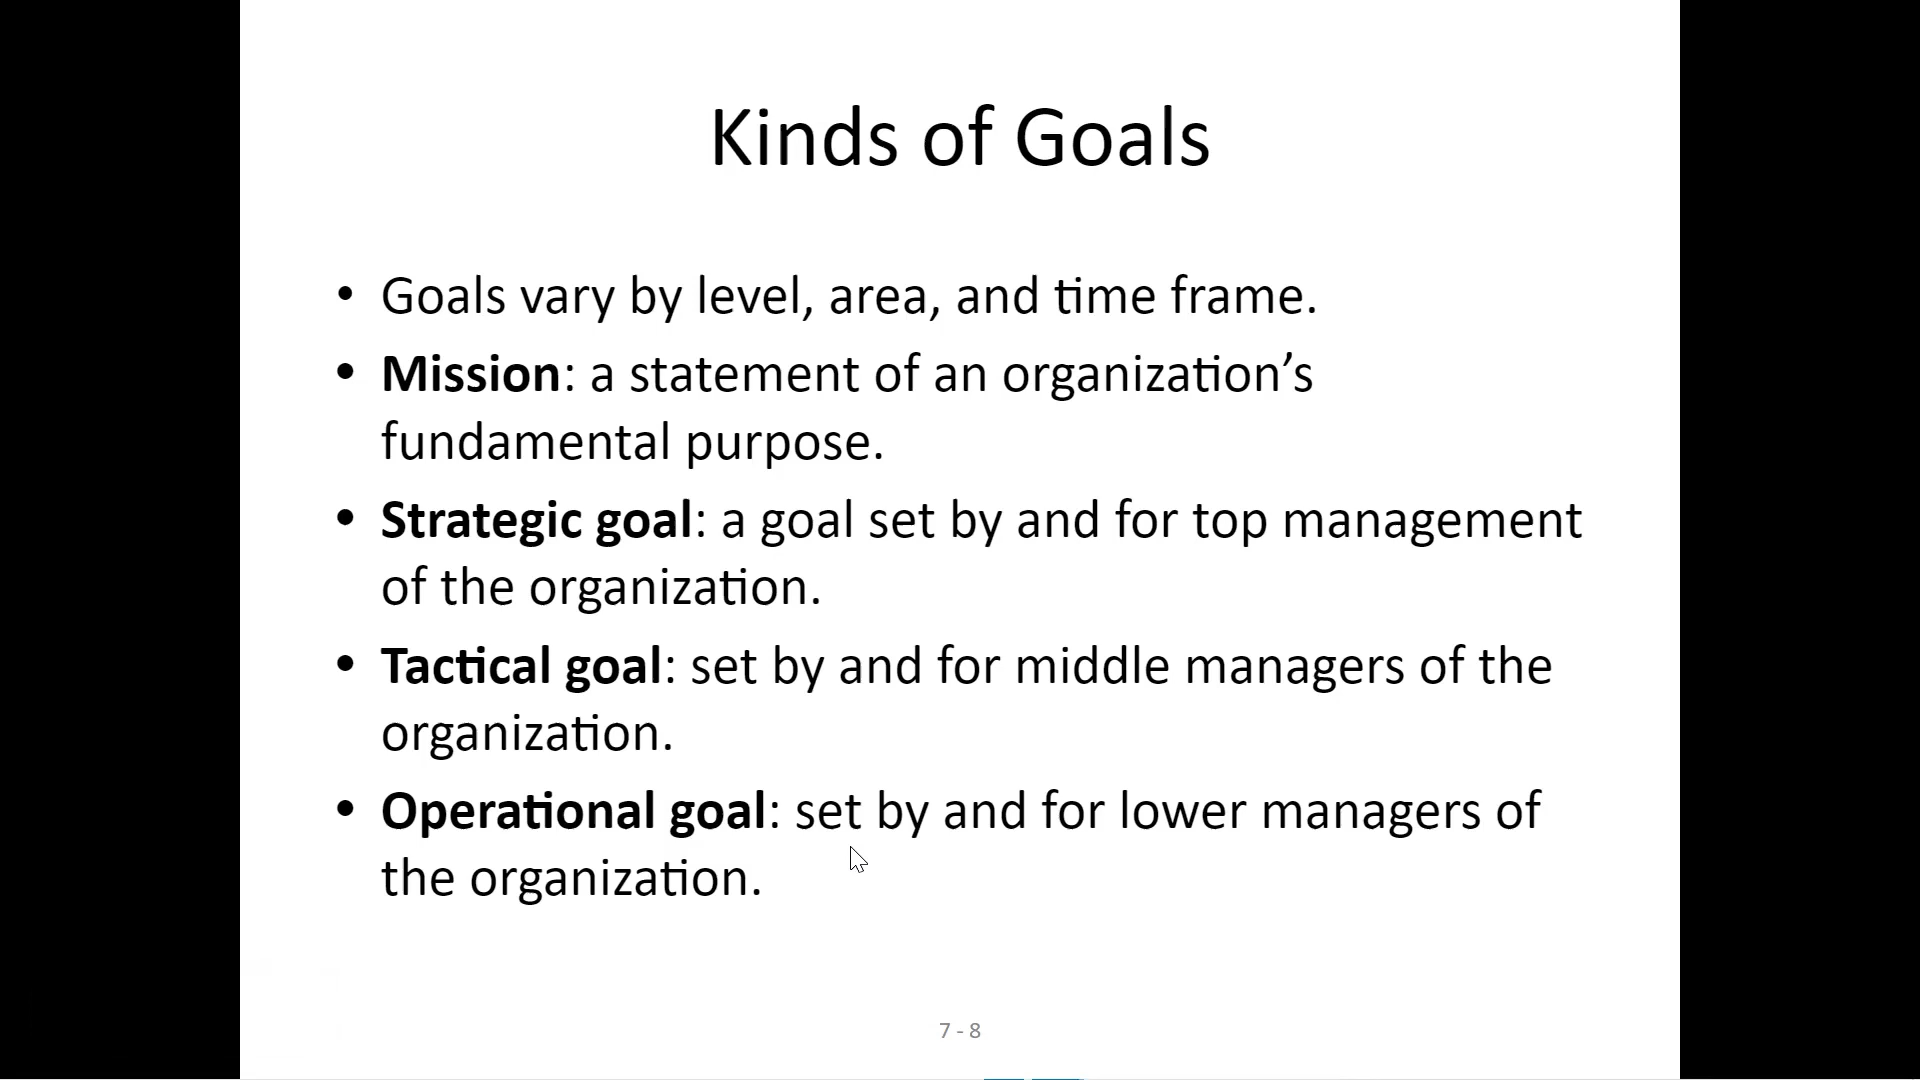 Kinds of Goals
• Goals vary by level, area, and time frame.
• Mission: a statement of an organization’s
fundamental purpose.
• Strategic goal: a goal set by and for top management
of the organization.
• Tactical goal: set by and for middle managers of the
organization.
• Operational goal: set by and for lower managers of
the organization.
7 - 8